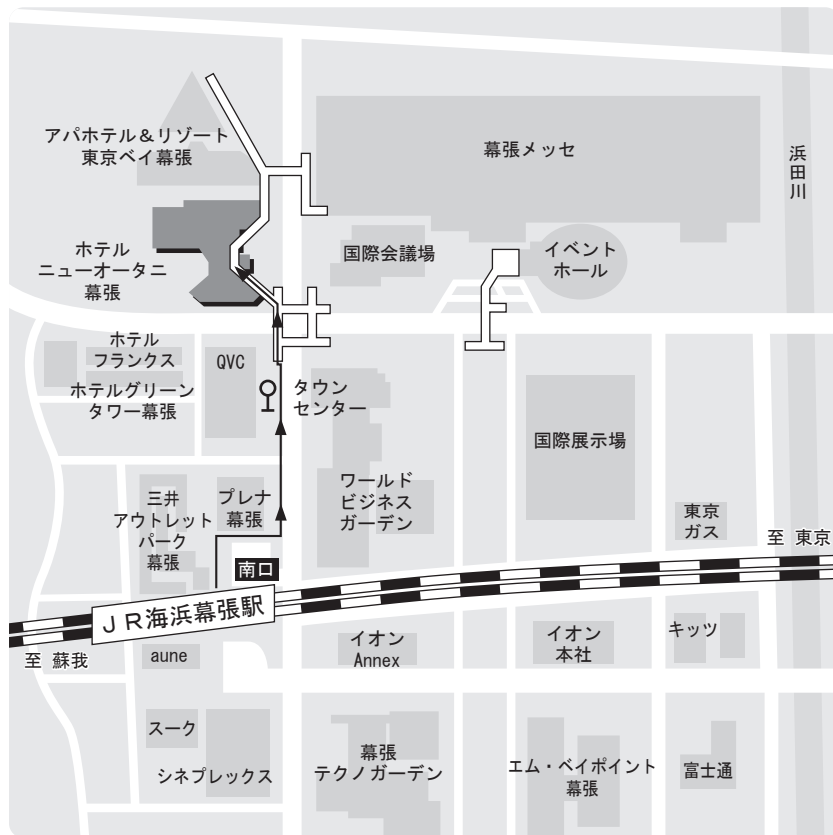 アパホテル＆リゾート
東京ベイ幕張
幕張メッセ
浜田川
ホテル
ニューオータニ
幕張
国際会議場
イベント
ホール
ホテル
フランクス
QVC
ホテルグリーン
タワー幕張
タウン
センター
国際展示場
三井
アウトレット
パーク
幕張
プレナ
幕張
ワールド
ビジネス
ガーデン
東京
ガス
至 東京
南口
ＪＲ海浜幕張駅
至 蘇我
aune
イオン
Annex
イオン
本社
キッツ
スーク
シネプレックス
幕張
テクノガーデン
エム・ベイポイント
幕張
富士通